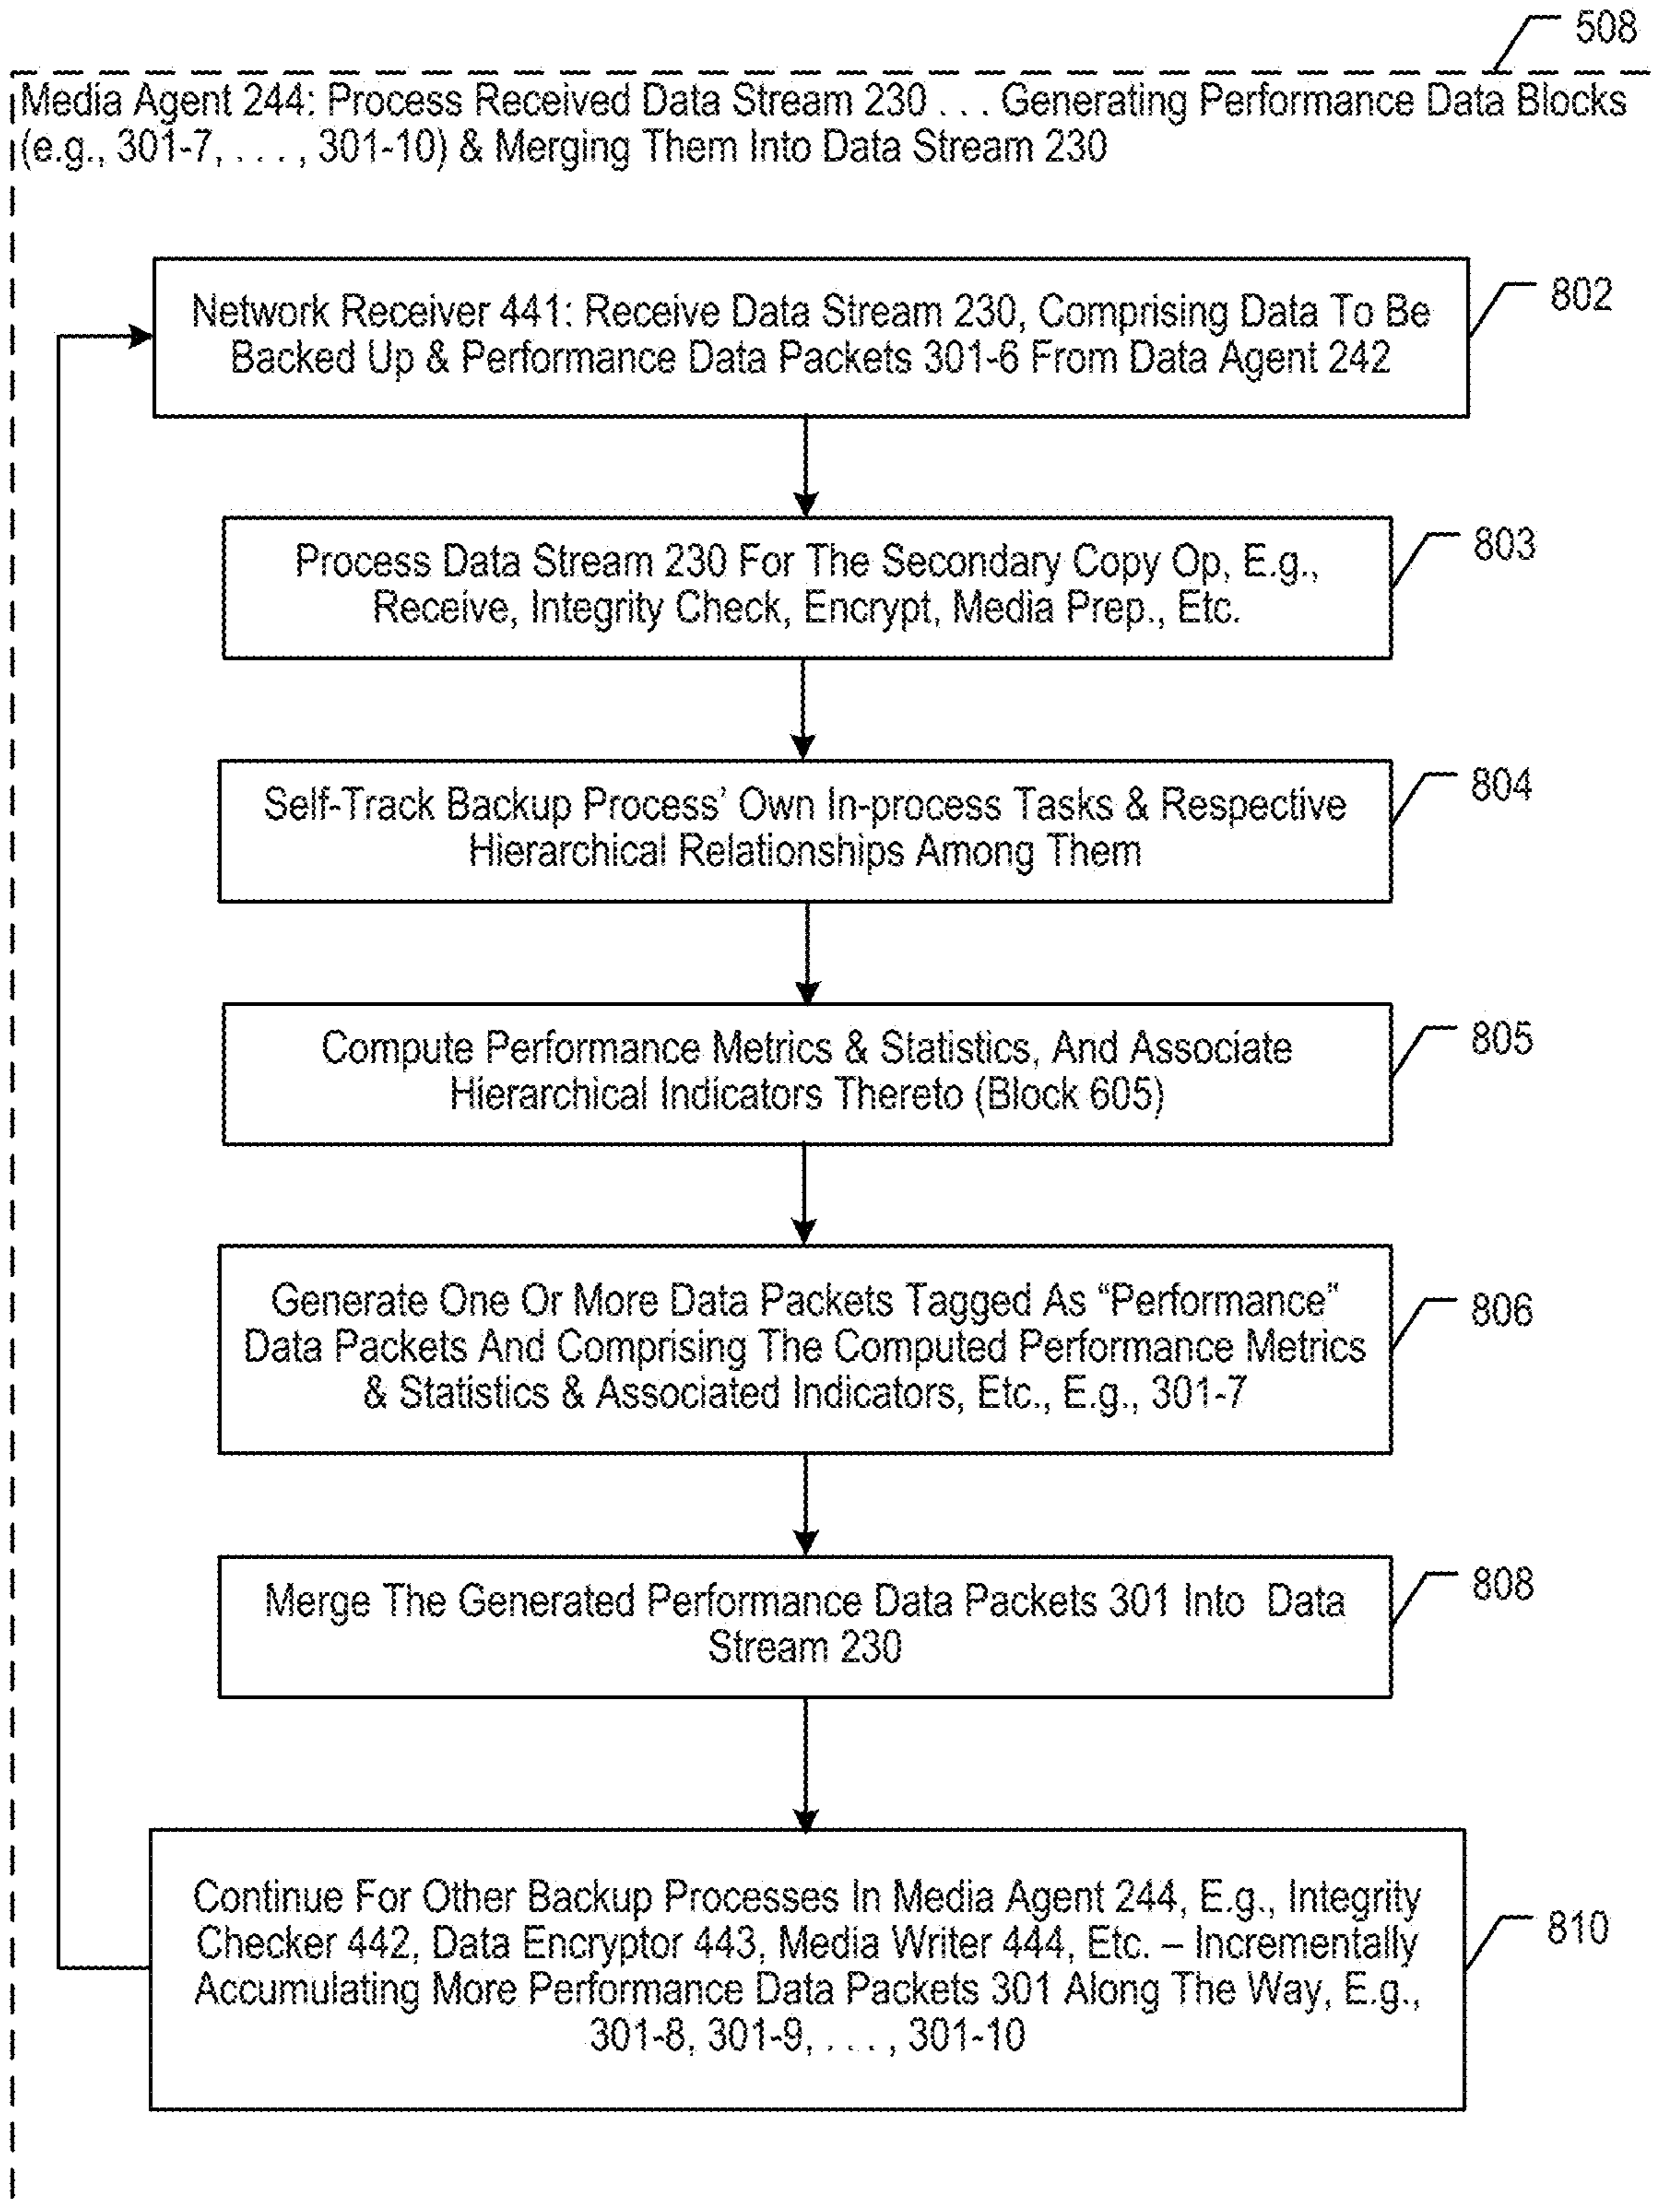 508
Media Agent 244: Process Received Data Stream 230 . . . Generating Performance Data Blocks
(e.g., 301-7, . . . , 301-10) & Merging Them Into Data Stream 230
Network Receiver 441: Receive Data Stream 230, Comprising Data To Be
Backed Up & Performance Data Packets 301-6 From Data Agent 242
802
Process Data Stream 230 For The Secondary Copy Op, E.g.,
Receive, Integrity Check, Encrypt, Media Prep., Etc.
803
Self-Track Backup Process’ Own In-process Tasks & Respective
Hierarchical Relationships Among Them
804
Compute Performance Metrics & Statistics, And Associate
Hierarchical Indicators Thereto (Block 605)
805
Generate One Or More Data Packets Tagged As “Performance”
Data Packets And Comprising The Computed Performance Metrics
& Statistics & Associated Indicators, Etc., E.g., 301-7
806
Merge The Generated Performance Data Packets 301 Into Data
Stream 230
808
Continue For Other Backup Processes In Media Agent 244, E.g., Integrity
Checker 442, Data Encryptor 443, Media Writer 444, Etc. – Incrementally
Accumulating More Performance Data Packets 301 Along The Way, E.g.,
301-8, 301-9, . . . , 301-10
810